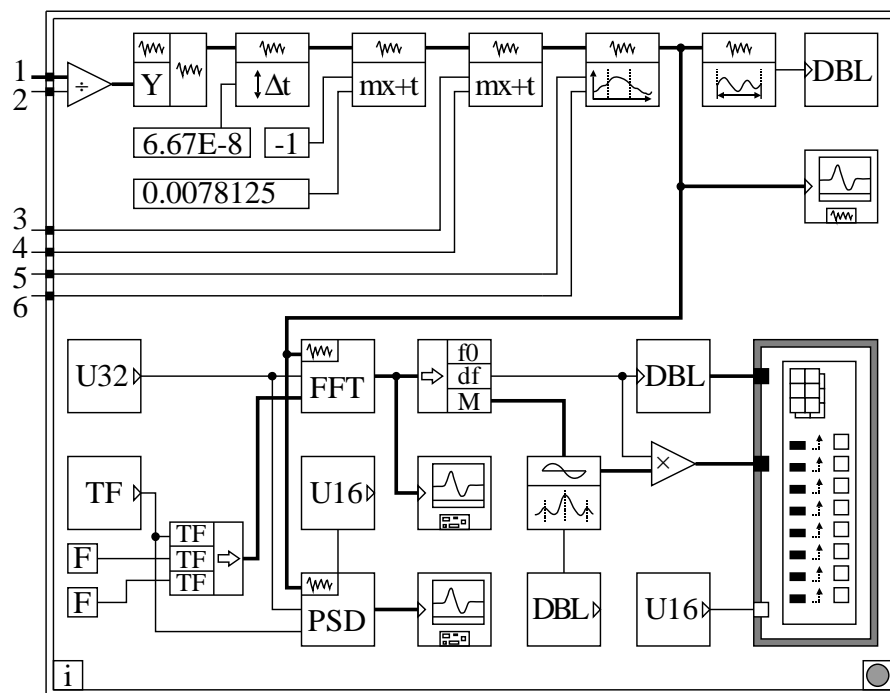 1
2
÷
Y
Δt
mx+t
mx+t
DBL
6.67E-8
-1
0.0078125
3
4
5
6
U32
FFT
f0
df
M
DBL
TF
U16
×
TF
TF
TF
F
F
PSD
DBL
U16
i